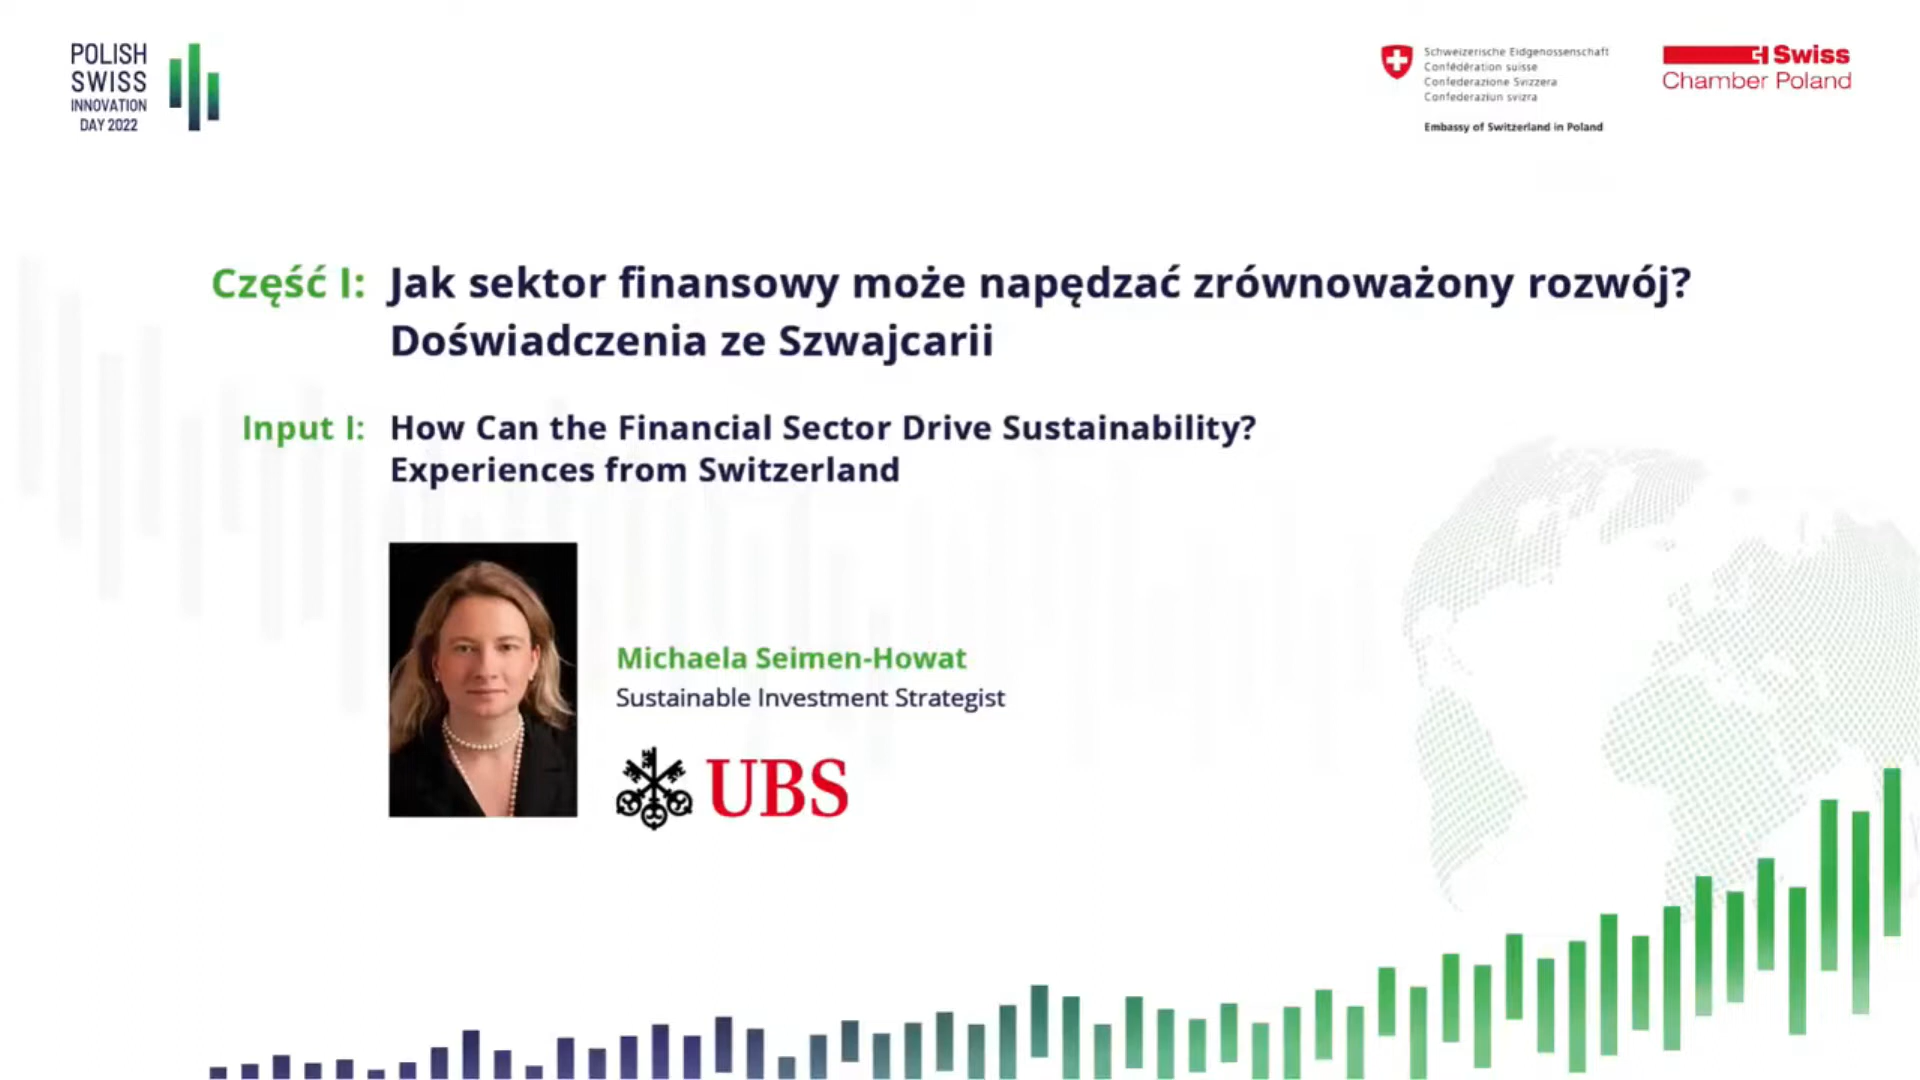 POLISH
SWISS
INNOVATION
DAY 2022
Schweizerische Eidgenossenschaft
Confédération suisse
Confederazione Svizzera
Confederaziun svizra
Embassy of Switzerland in Poland
Swiss
Chamber Poland
Część I: Jak sektor finansowy może napędzać zrównoważony rozwój?
Doświadczenia ze Szwajcarii
Input I: How Can the Financial Sector Drive Sustainability?
Experiences from Switzerland
Michaela Seimen-Howat
Sustainable Investment Strategist
UBS